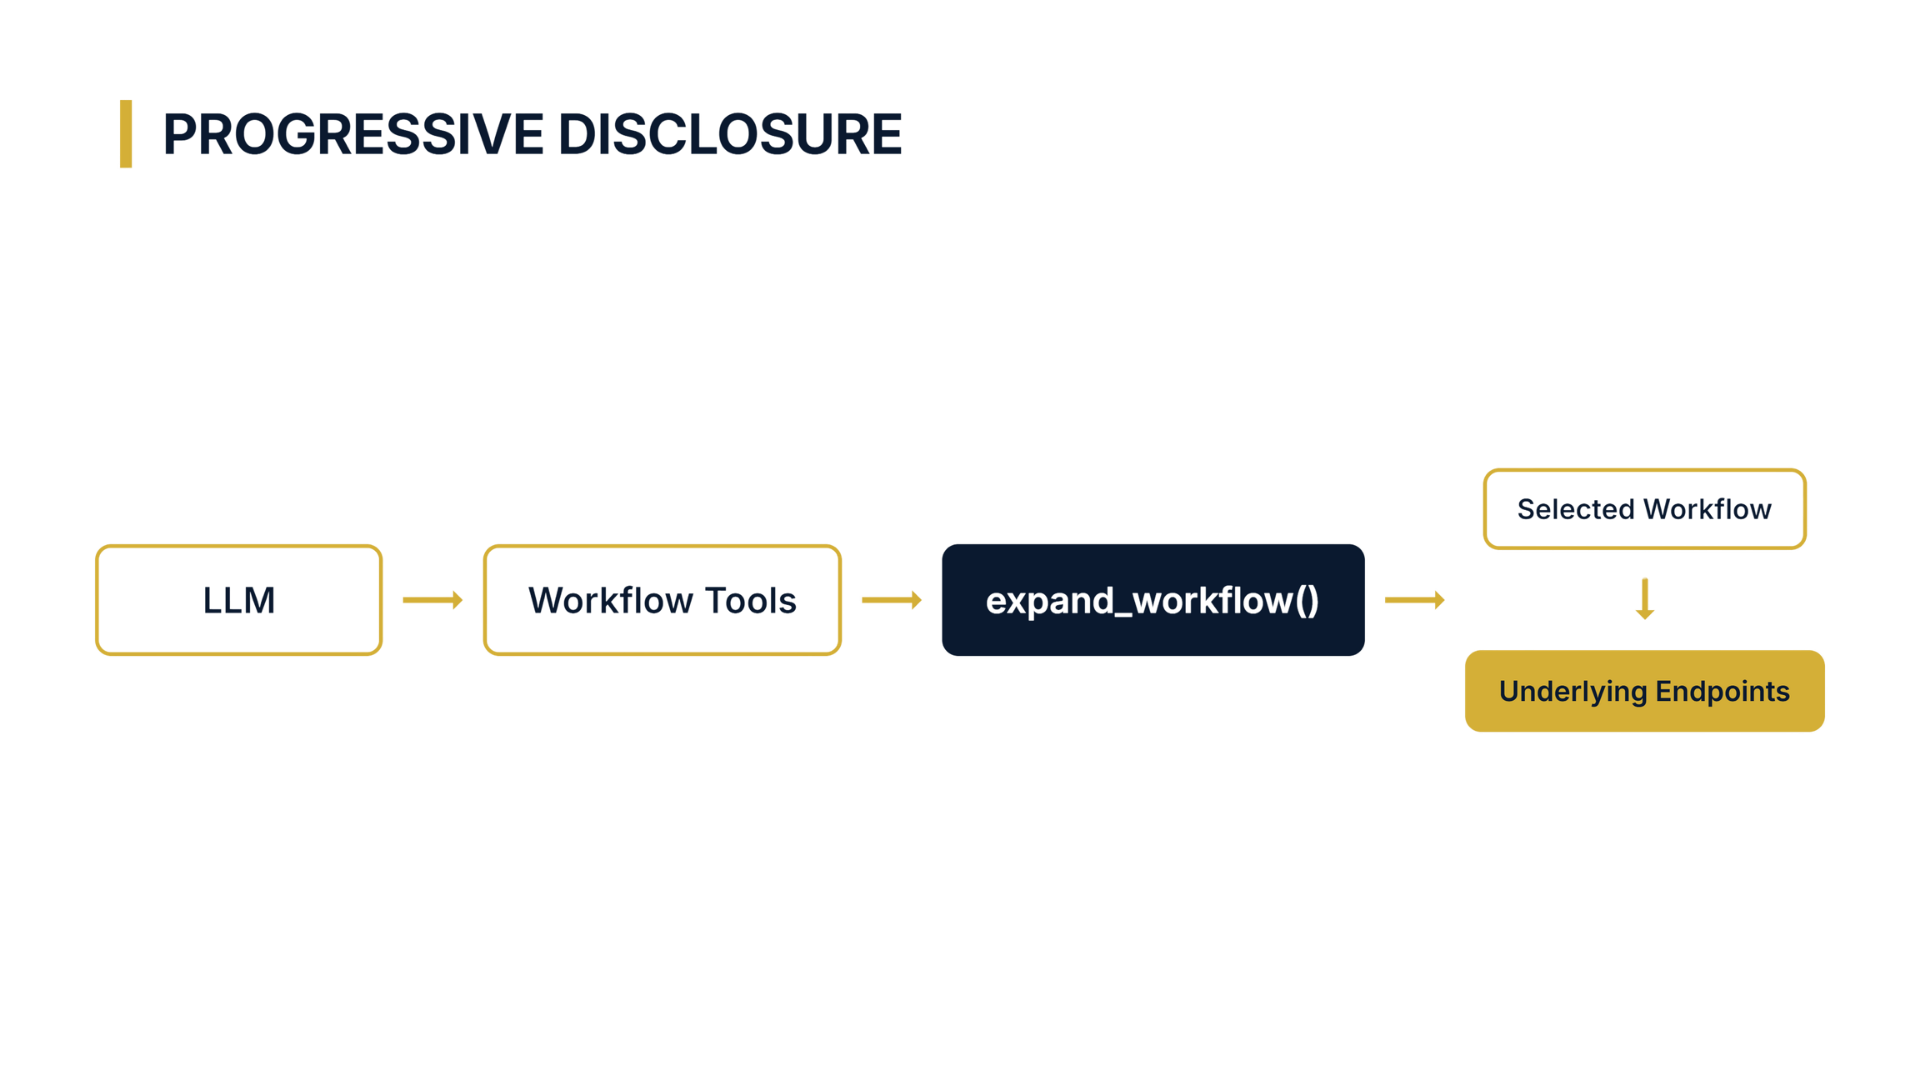 PROGRESSIVE DISCLOSURE
LLM
Workflow Tools
expand_workflow()
Selected Workflow
Underlying Endpoints